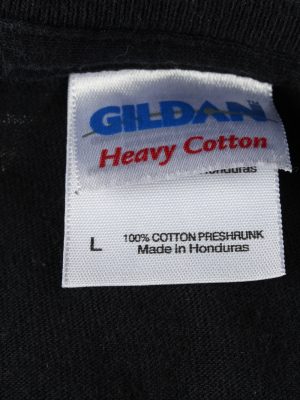 GILDAN
Heavy Cotton
Honduras
L
100% COTTON PRESHRUNK
Made in Honduras